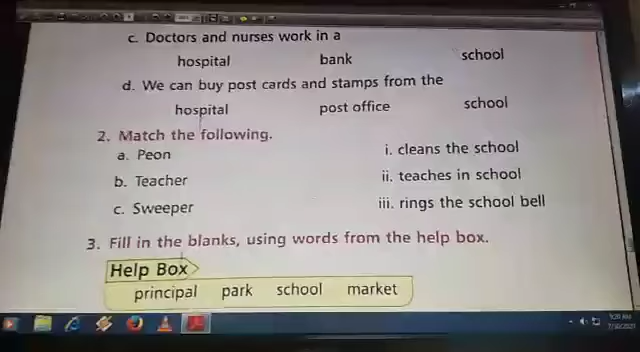 c. Doctors and nurses work in a
hospital bank school
d. We can buy post cards and stamps from the
hospital post office school
2. Match the following.
a. Peon i. cleans the school
b. Teacher ii. teaches in school
c. Sweeper iii. rings the school bell
3. Fill in the blanks, using words from the help box.
Help Box
principal park school market